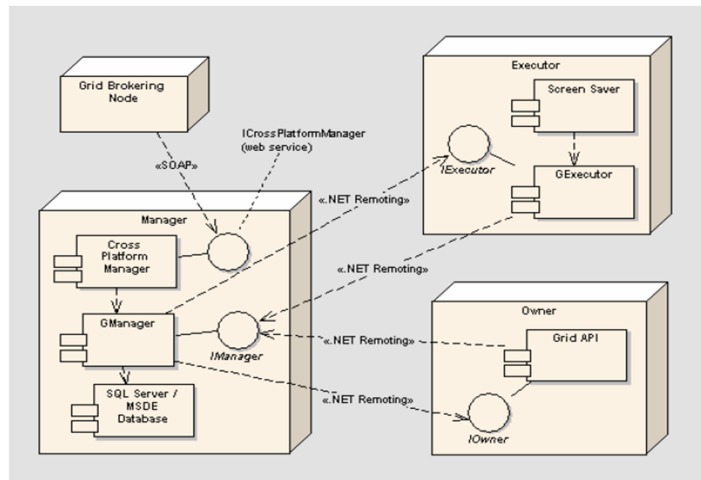 Grid Brokering
Node
ICrossPlatformManager
(web service)
«SOAP»
Executor
Screen Saver
IExecutor
GExecutor
«.NET Remoting»
Manager
Cross
Platform
Manager
«.NET Remoting»
GManager
IManager
SQL Server /
MSDE
Database
«.NET Remoting»
«.NET Remoting»
Owner
Grid API
IOwner